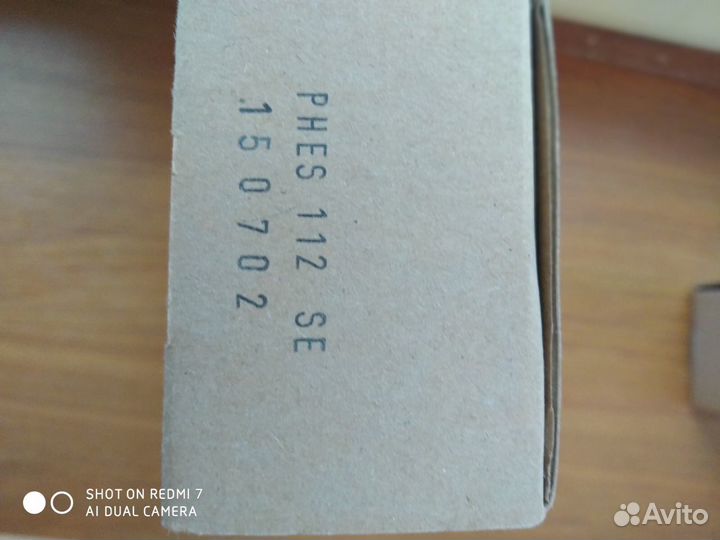 PHES 112 SE
.150702
SHOT ON REDMI 7
AI DUAL CAMERA
Avito